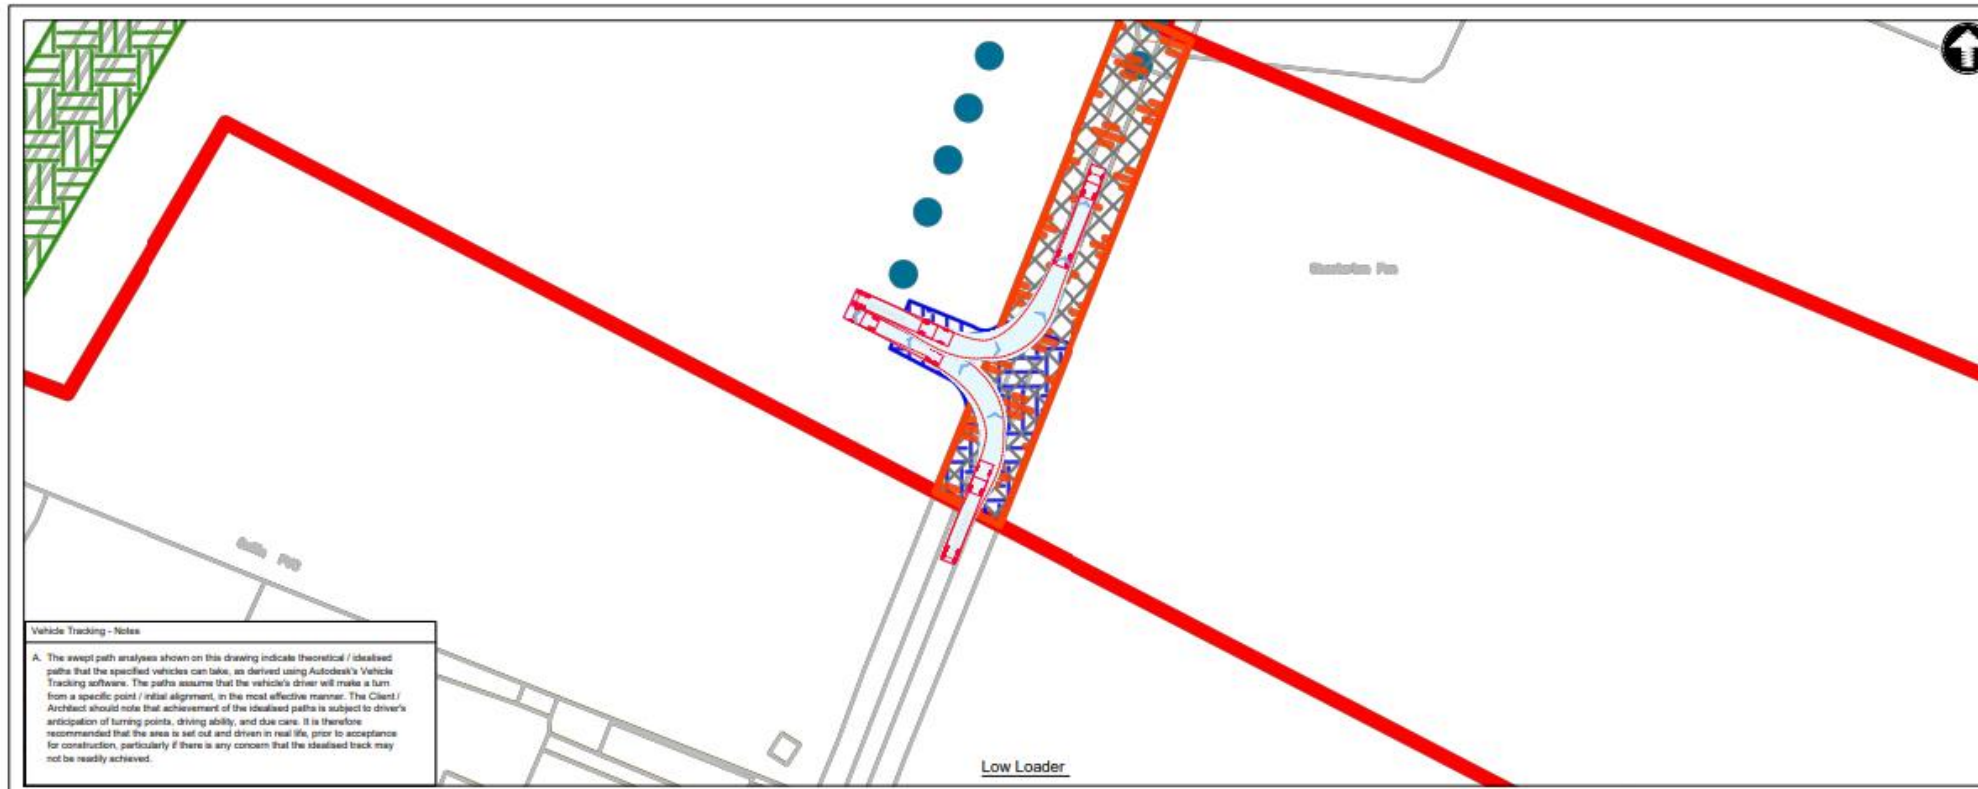 Vehicle Tracking - Notes
A. The swept path analyses shown on this drawing indicate theoretical / idealised
paths that the specified vehicles can take, as derived using Autodesk's Vehicle
Tracking software. The paths assume that the vehicle's driver will make a turn
from a specific point / initial alignment, in the most effective manner. The Client /
Architect should note that achievement of the idealised paths is subject to driver's
anticipation of turning points, driving ability, and due care. It is therefore
recommended that the area is set out and driven in real life, prior to acceptance
for construction, particularly if there is any concern that the idealised track may
not be readily achieved.
Low Loader